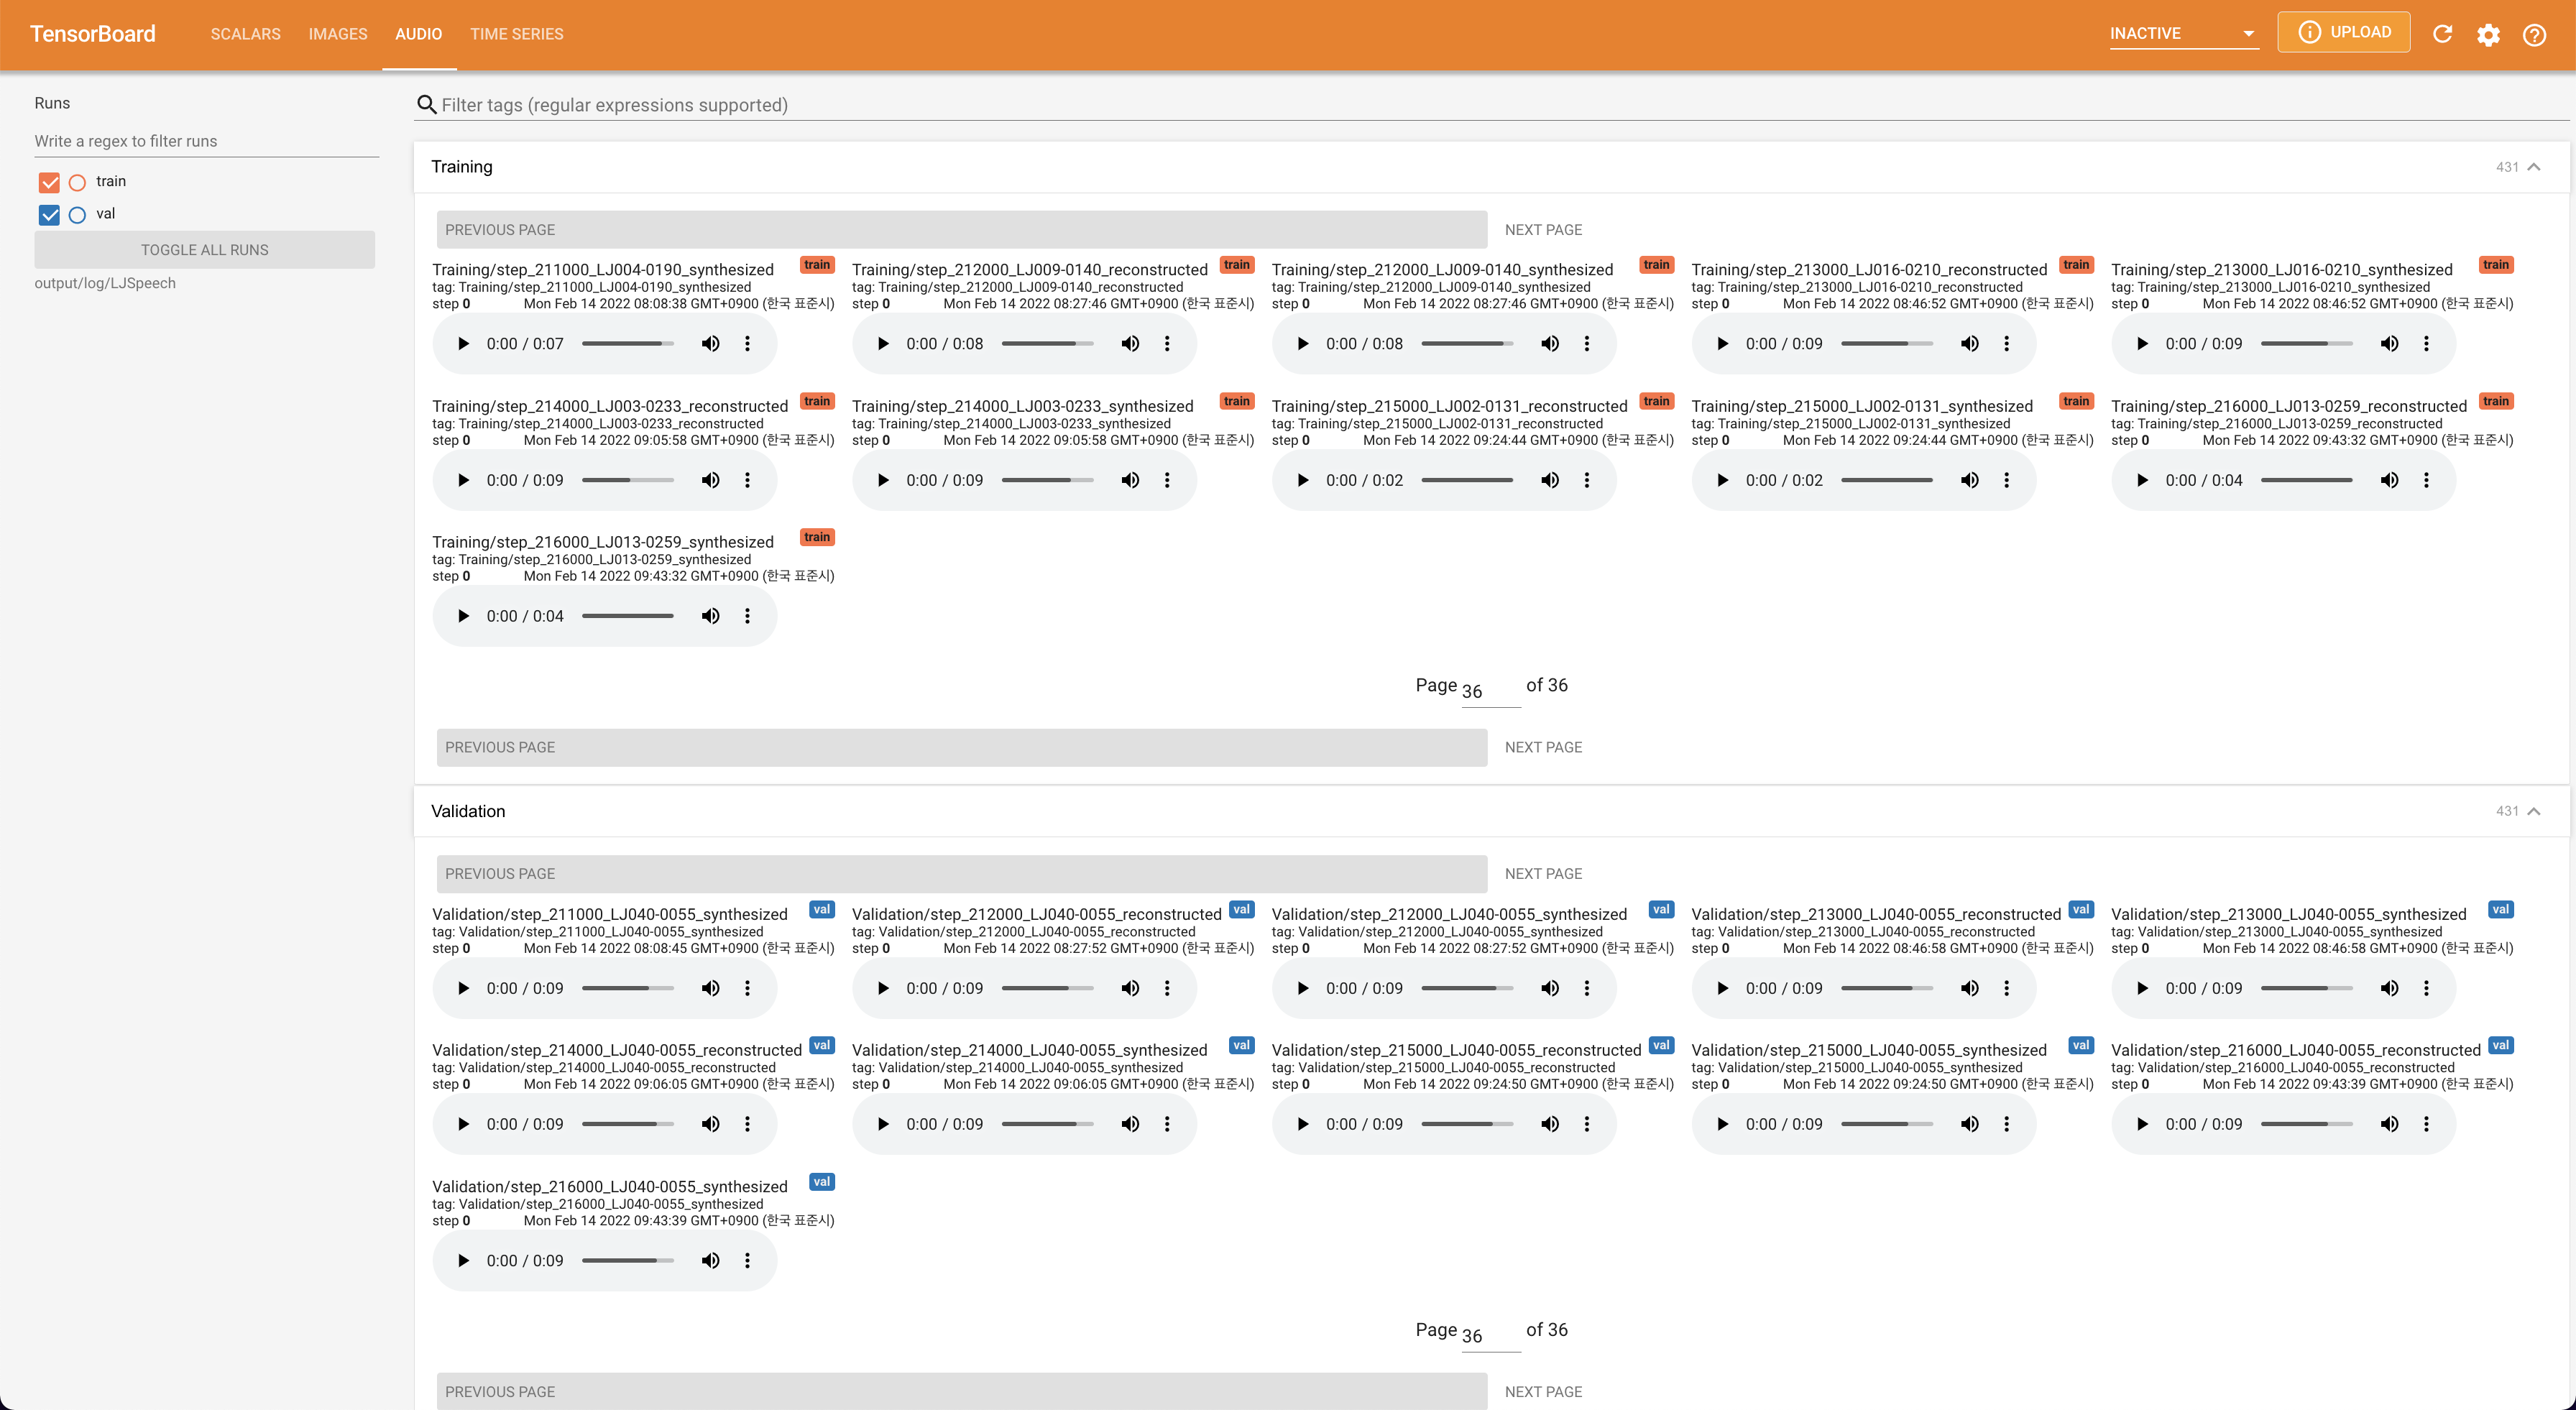 TensorBoard
SCALARS
IMAGES
AUDIO
TIME SERIES
INACTIVE
UPLOAD
Runs
Write a regex to filter runs
train
val
TOGGLE ALL RUNS
output/log/LJSpeech
Filter tags (regular expressions supported)
Training
431
PREVIOUS PAGE
NEXT PAGE
Training/step_211000_LJ004-0190_synthesized
train
tag: Training/step_211000_LJ004-0190_synthesized
step 0 Mon Feb 14 2022 08:08:38 GMT+0900 (한국 표준시)
0:00 / 0:07
Training/step_212000_LJ009-0140_reconstructed
train
tag: Training/step_212000_LJ009-0140_reconstructed
step 0 Mon Feb 14 2022 08:27:46 GMT+0900 (한국 표준시)
0:00 / 0:08
Training/step_212000_LJ009-0140_synthesized
train
tag: Training/step_212000_LJ009-0140_synthesized
step 0 Mon Feb 14 2022 08:27:46 GMT+0900 (한국 표준시)
0:00 / 0:08
Training/step_213000_LJ016-0210_reconstructed
train
tag: Training/step_213000_LJ016-0210_reconstructed
step 0 Mon Feb 14 2022 08:46:52 GMT+0900 (한국 표준시)
0:00 / 0:09
Training/step_213000_LJ016-0210_synthesized
train
tag: Training/step_213000_LJ016-0210_synthesized
step 0 Mon Feb 14 2022 08:46:52 GMT+0900 (한국 표준시)
0:00 / 0:09
Training/step_214000_LJ003-0233_reconstructed
train
tag: Training/step_214000_LJ003-0233_reconstructed
step 0 Mon Feb 14 2022 09:05:58 GMT+0900 (한국 표준시)
0:00 / 0:09
Training/step_214000_LJ003-0233_synthesized
train
tag: Training/step_214000_LJ003-0233_synthesized
step 0 Mon Feb 14 2022 09:05:58 GMT+0900 (한국 표준시)
0:00 / 0:09
Training/step_215000_LJ002-0131_reconstructed
train
tag: Training/step_215000_LJ002-0131_reconstructed
step 0 Mon Feb 14 2022 09:24:44 GMT+0900 (한국 표준시)
0:00 / 0:02
Training/step_215000_LJ002-0131_synthesized
train
tag: Training/step_215000_LJ002-0131_synthesized
step 0 Mon Feb 14 2022 09:24:44 GMT+0900 (한국 표준시)
0:00 / 0:02
Training/step_216000_LJ013-0259_reconstructed
train
tag: Training/step_216000_LJ013-0259_reconstructed
step 0 Mon Feb 14 2022 09:43:32 GMT+0900 (한국 표준시)
0:00 / 0:04
Training/step_216000_LJ013-0259_synthesized
train
tag: Training/step_216000_LJ013-0259_synthesized
step 0 Mon Feb 14 2022 09:43:32 GMT+0900 (한국 표준시)
0:00 / 0:04
Page 36 of 36
PREVIOUS PAGE
NEXT PAGE
Validation
431
PREVIOUS PAGE
NEXT PAGE
Validation/step_211000_LJ040-0055_synthesized
val
tag: Validation/step_211000_LJ040-0055_synthesized
step 0 Mon Feb 14 2022 08:08:45 GMT+0900 (한국 표준시)
0:00 / 0:09
Validation/step_212000_LJ040-0055_reconstructed
val
tag: Validation/step_212000_LJ040-0055_reconstructed
step 0 Mon Feb 14 2022 08:27:52 GMT+0900 (한국 표준시)
0:00 / 0:09
Validation/step_212000_LJ040-0055_synthesized
val
tag: Validation/step_212000_LJ040-0055_synthesized
step 0 Mon Feb 14 2022 08:27:52 GMT+0900 (한국 표준시)
0:00 / 0:09
Validation/step_213000_LJ040-0055_reconstructed
val
tag: Validation/step_213000_LJ040-0055_reconstructed
step 0 Mon Feb 14 2022 08:46:58 GMT+0900 (한국 표준시)
0:00 / 0:09
Validation/step_213000_LJ040-0055_synthesized
val
tag: Validation/step_213000_LJ040-0055_synthesized
step 0 Mon Feb 14 2022 08:46:58 GMT+0900 (한국 표준시)
0:00 / 0:09
Validation/step_214000_LJ040-0055_reconstructed
val
tag: Validation/step_214000_LJ040-0055_reconstructed
step 0 Mon Feb 14 2022 09:06:05 GMT+0900 (한국 표준시)
0:00 / 0:09
Validation/step_214000_LJ040-0055_synthesized
val
tag: Validation/step_214000_LJ040-0055_synthesized
step 0 Mon Feb 14 2022 09:06:05 GMT+0900 (한국 표준시)
0:00 / 0:09
Validation/step_215000_LJ040-0055_reconstructed
val
tag: Validation/step_215000_LJ040-0055_reconstructed
step 0 Mon Feb 14 2022 09:24:50 GMT+0900 (한국 표준시)
0:00 / 0:09
Validation/step_215000_LJ040-0055_synthesized
val
tag: Validation/step_215000_LJ040-0055_synthesized
step 0 Mon Feb 14 2022 09:24:50 GMT+0900 (한국 표준시)
0:00 / 0:09
Validation/step_216000_LJ040-0055_reconstructed
val
tag: Validation/step_216000_LJ040-0055_reconstructed
step 0 Mon Feb 14 2022 09:43:39 GMT+0900 (한국 표준시)
0:00 / 0:09
Validation/step_216000_LJ040-0055_synthesized
val
tag: Validation/step_216000_LJ040-0055_synthesized
step 0 Mon Feb 14 2022 09:43:39 GMT+0900 (한국 표준시)
0:00 / 0:09
Page 36 of 36
PREVIOUS PAGE
NEXT PAGE